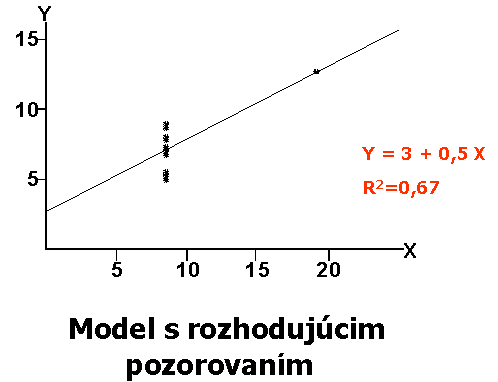 Y
15
10
5
Y = 3 + 0,5 X
R²=0,67
X
5 10 15 20
Model s rozhodujúcim
pozorovaním